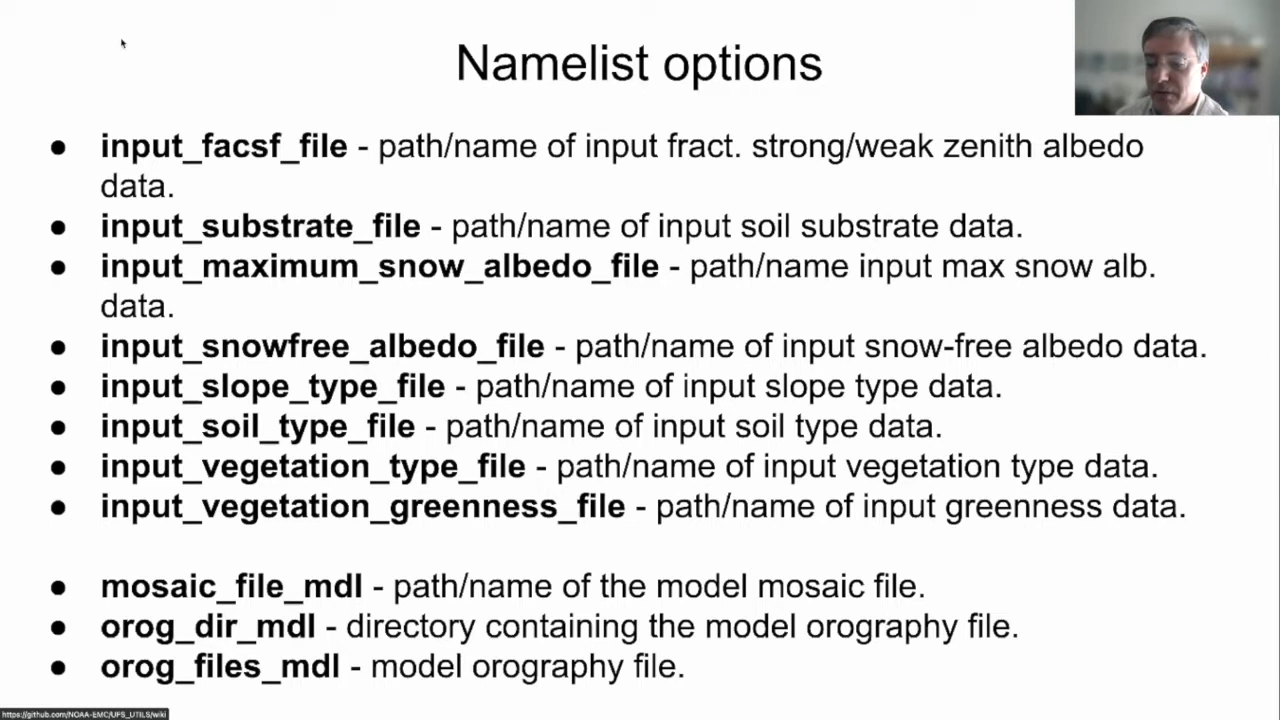 Namelist options
● input_facsf_file - path/name of input fract. strong/weak zenith albedo
data.
● input_substrate_file - path/name of input soil substrate data.
● input_maximum_snow_albedo_file - path/name input max snow alb.
data.
● input_snowfree_albedo_file - path/name of input snow-free albedo data.
● input_slope_type_file - path/name of input slope type data.
● input_soil_type_file - path/name of input soil type data.
● input_vegetation_type_file - path/name of input vegetation type data.
● input_vegetation_greenness_file - path/name of input greenness data.
● mosaic_file_mdl - path/name of the model mosaic file.
● orog_dir_mdl - directory containing the model orography file.
● orog_files_mdl - model orography file.
https://github.com/NOAA-EMC/UFS_UTILS/wiki